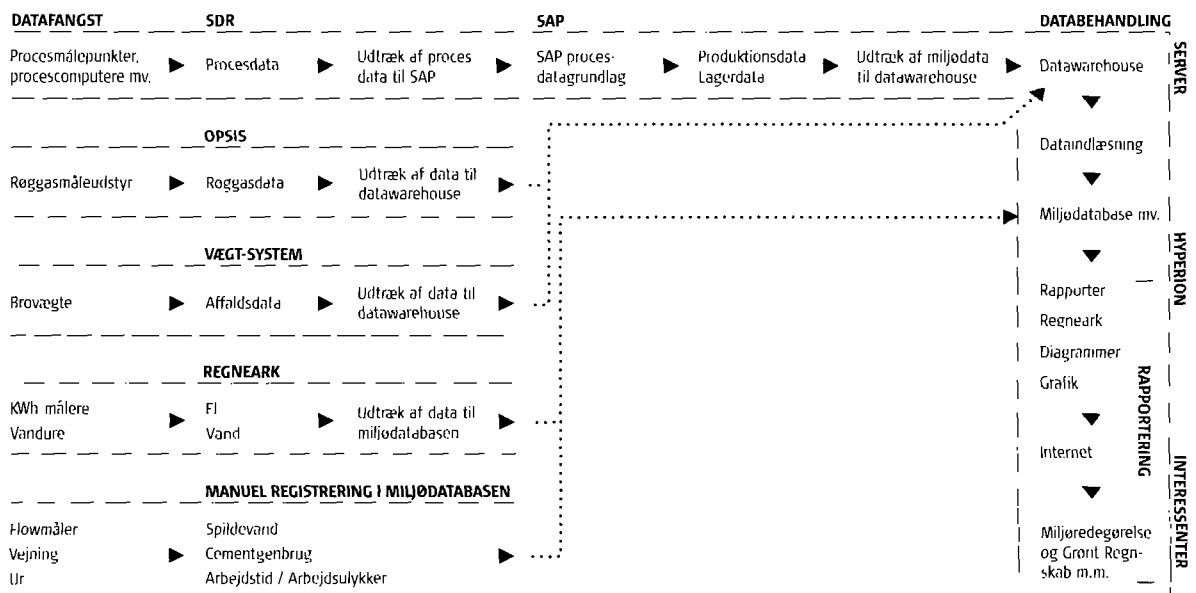 DATAFANGST
SDR
SAP
DATABEHANDLING
Procesmålepunkter,
procescomputere mv.
Procesdata
Udtræk af proces
data til SAP
SAP proces-
datagrundlag
Produktionsdata
Lagerdata
Udtræk af miljødata
til datawarehouse
Datawarehouse
SERVER
OPSIS
Røggasmåleudstyr
Røggasdata
Udtræk af data til
datawarehouse
Dataindlæsning
Miljødatabase mv.
HYPERION
VÆGT-SYSTEM
Brovægte
Affaldsdata
Udtræk af data til
datawarehouse
Rapporter
Regneark
Diagrammer
Grafik
RAPPORTERING
REGNEARK
KWh målere
Vandure
El
Vand
Udtræk af data til
miljødatabasen
Internet
INTERESSENTER
MANUEL REGISTRERING I MILJØDATABASEN
Flowmåler
Vejning
Ur
Spildevand
Cementgenbrug
Arbejdstid / Arbejdsulykker
Miljøredegørelse
og Grønt Regn-
skab m.m.